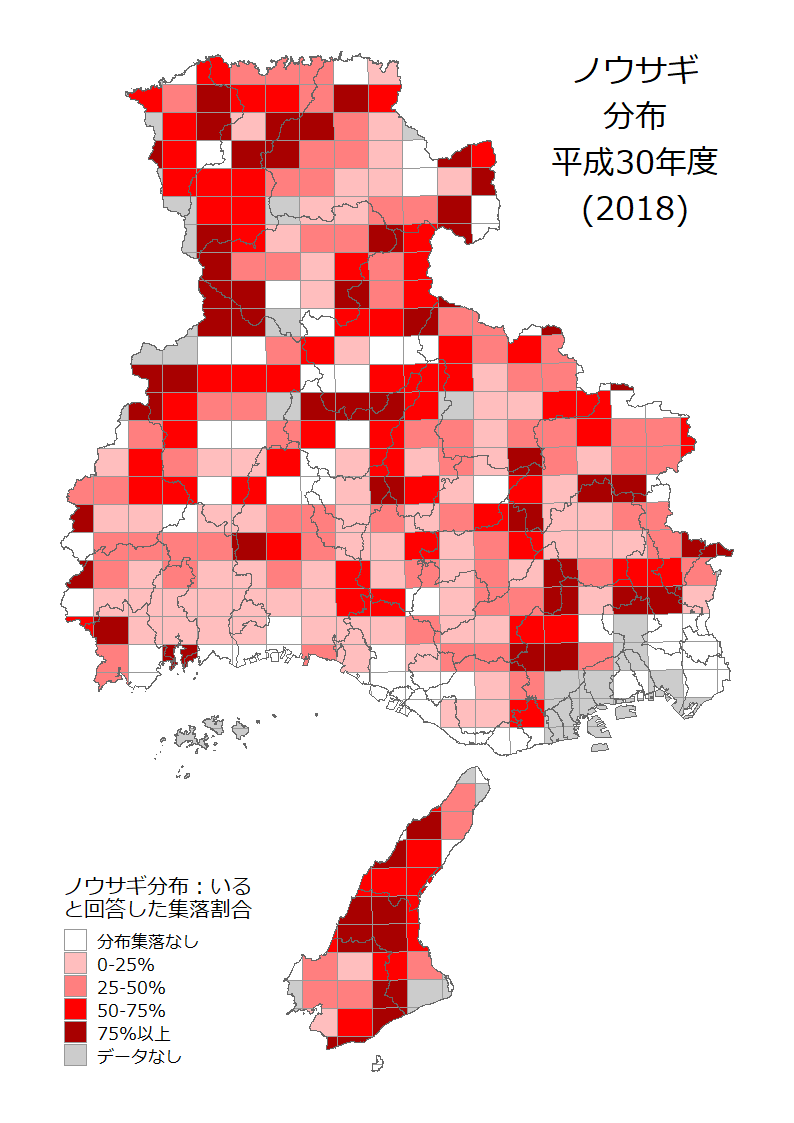 ノウサギ
分布
平成30年度
(2018)
ノウサギ分布：いる
と回答した集落割合
分布集落なし
0-25%
25-50%
50-75%
75%以上
データなし